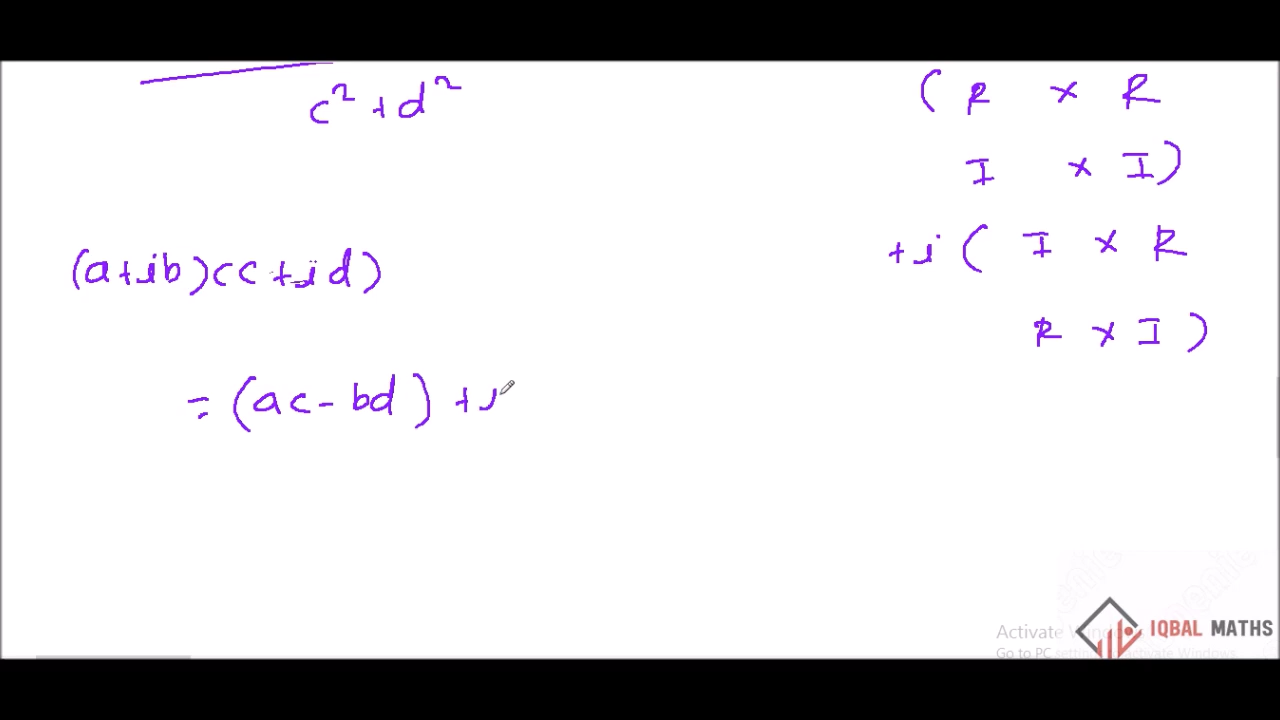 c² + d²
(a+ib)(c+id)
= (ac - bd) + i
( R × R
I × I )
+i ( I × R
R × I )
Activate Windows
Go to PC settings to activate Windows
IQBAL MATHS